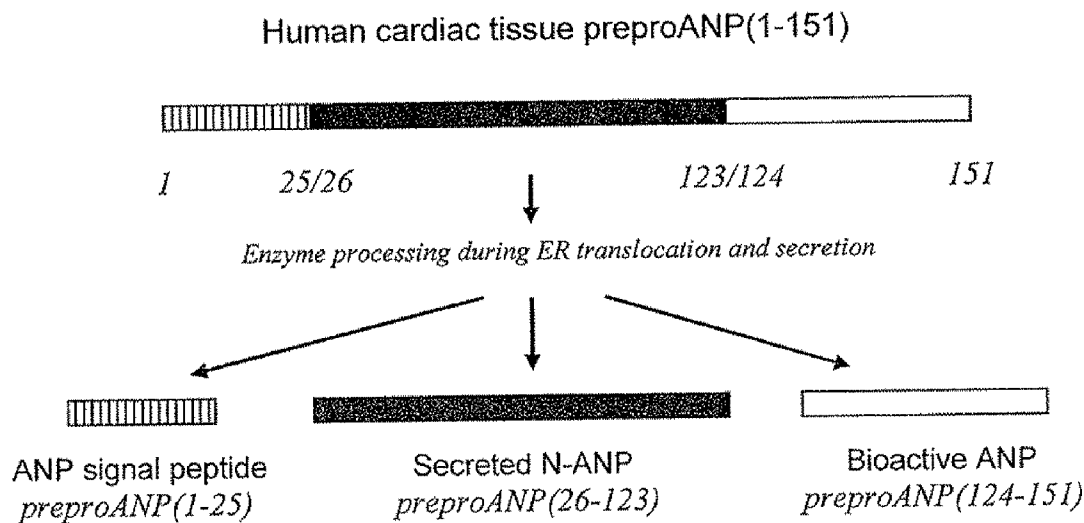 Human cardiac tissue preproANP(1-151)
1 25/26 123/124 151
Enzyme processing during ER translocation and secretion
ANP signal peptide Secreted N-ANP Bioactive ANP
preproANP(1-25) preproANP(26-123) preproANP(124-151)